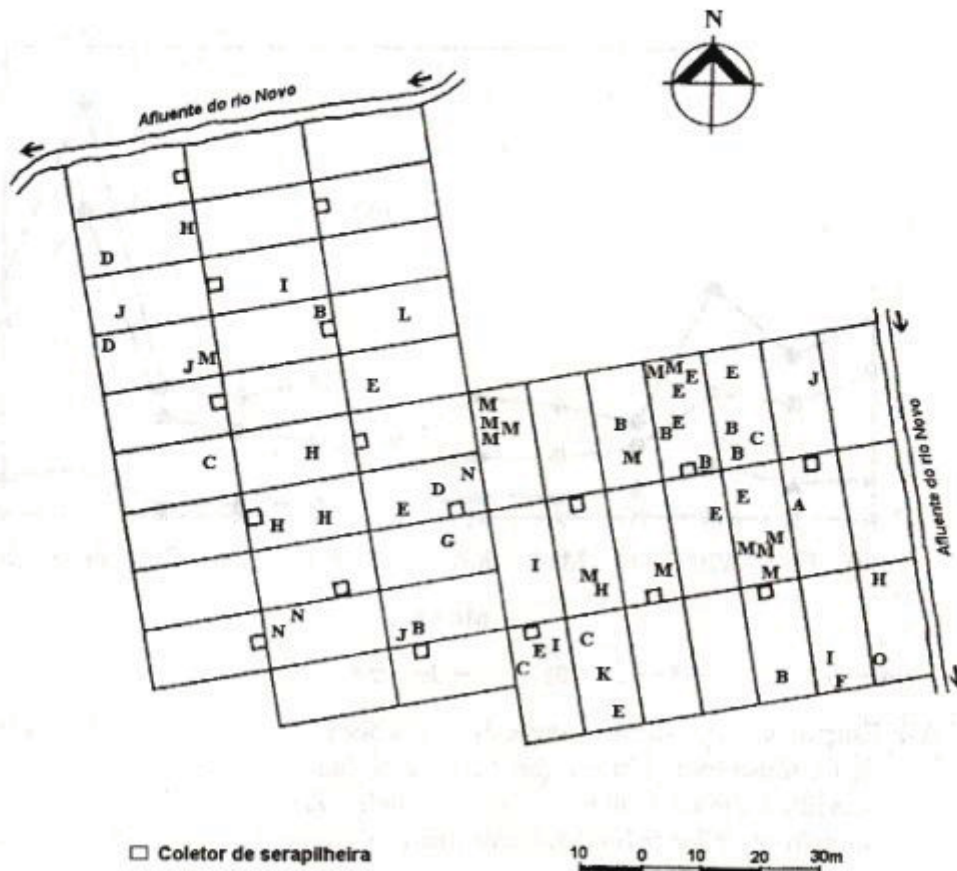 N
Afluente do rio Novo
H
D
I
J
B L
D
J M
E
M M E E
E J
M
M
M M
B B E B C
M B B
C H
N
D
E
H H
G
E
E
A
I
M M
M
M
M H
M
H
N N
J B
E I C
C
K
E
B
I
F
O
Afluente do rio Novo
Coletor de serapilheira
10 0 10 20 30m